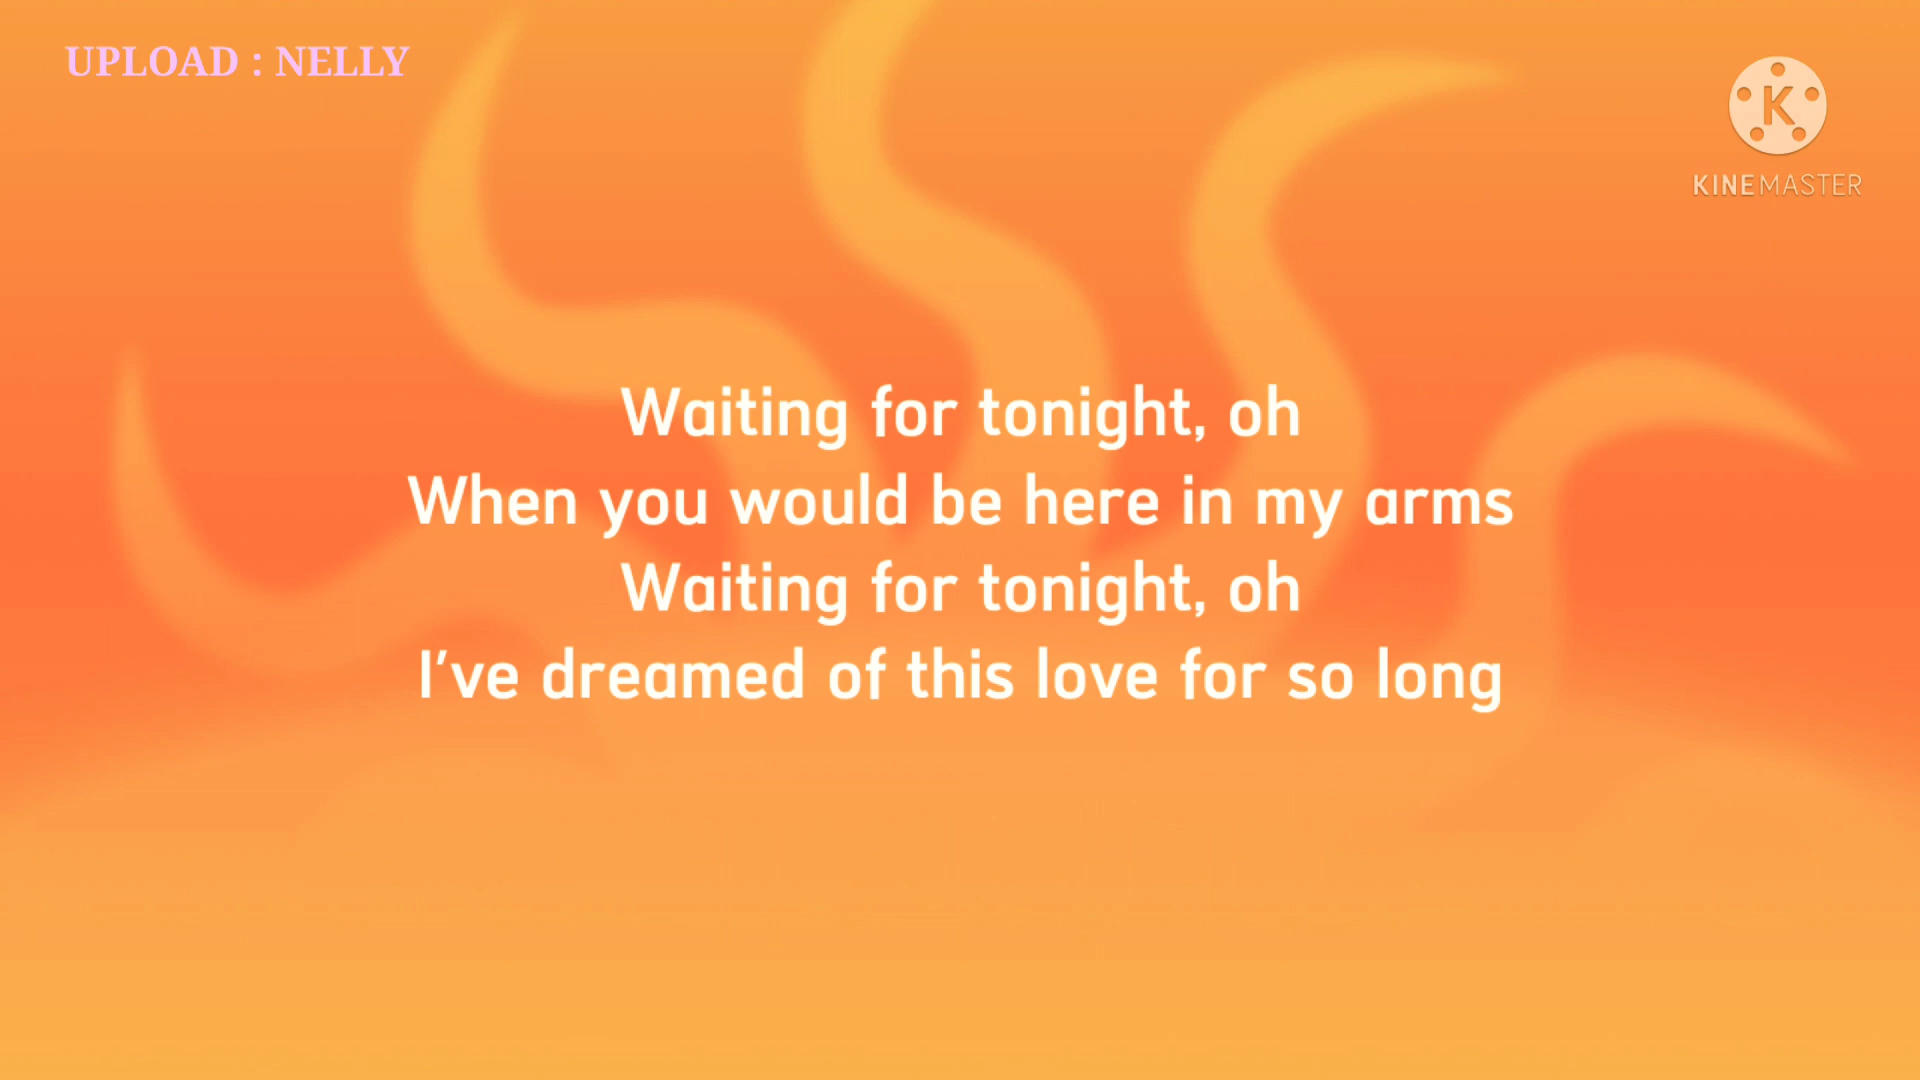 UPLOAD : NELLY
K
KINEMASTER
Waiting for tonight, oh
When you would be here in my arms
Waiting for tonight, oh
I've dreamed of this love for so long